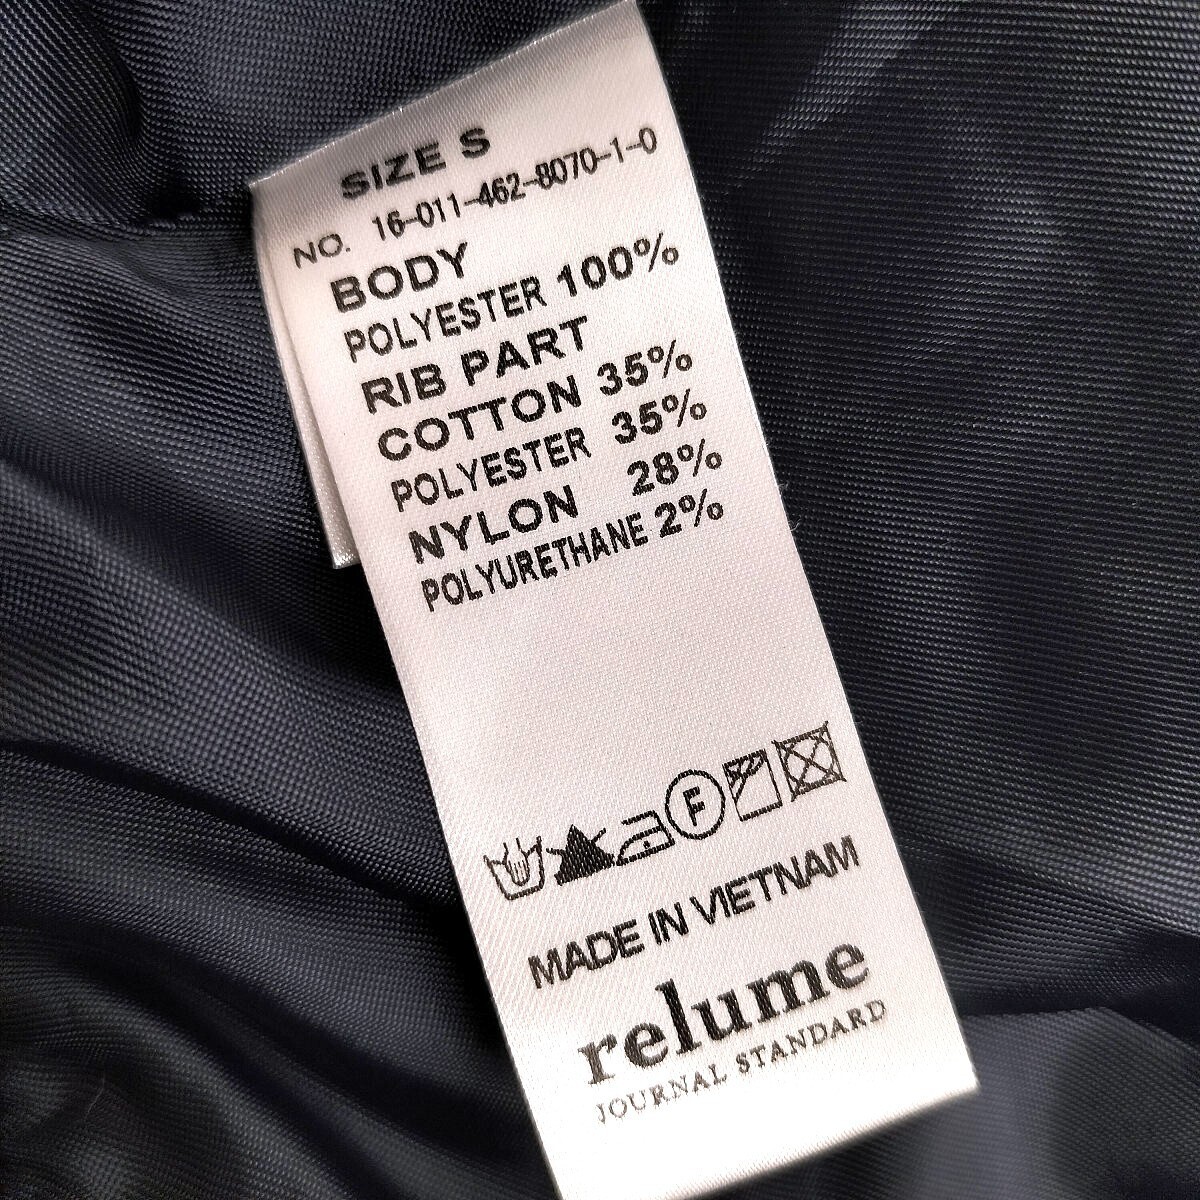 SIZE S
NO. 16-011-462-8070-1-0
BODY
POLYESTER 100%
RIB PART
COTTON 35%
POLYESTER 35%
NYLON 28%
POLYURETHANE 2%
F
MADE IN VIETNAM
relume
JOURNAL STANDARD